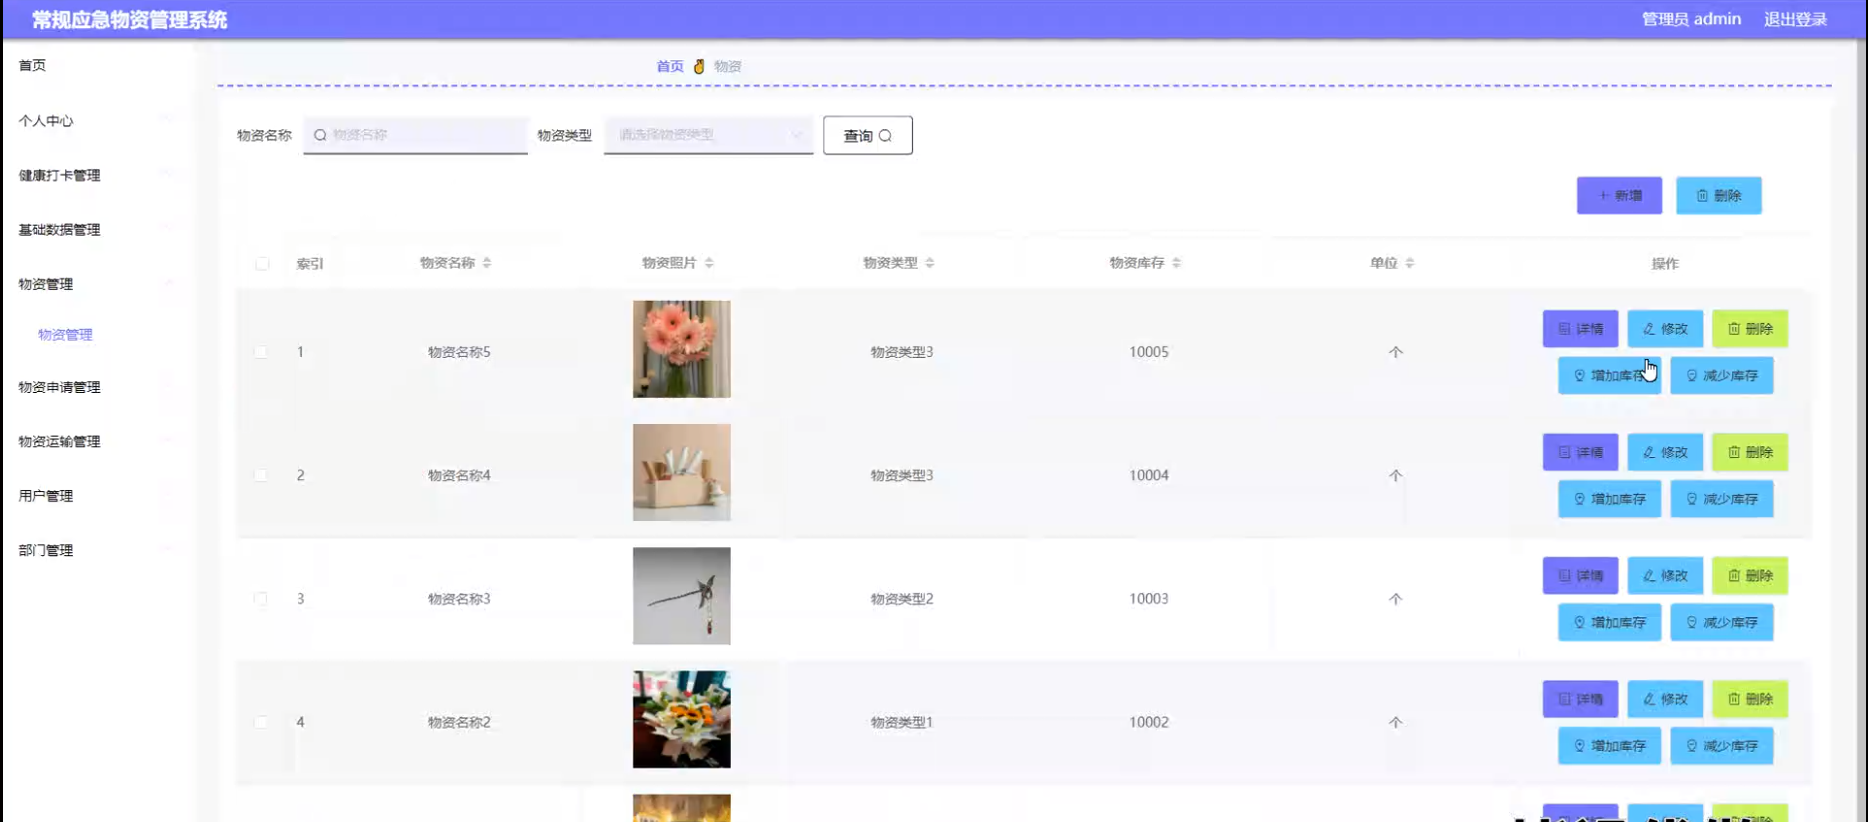 常规应急物资管理系统
管理员 admin 退出登录
首页
个人中心
健康打卡管理
基础数据管理
物资管理
物资管理
物资申请管理
物资运输管理
用户管理
部门管理
首页 物资
物资名称 物资名称 物资类型 请选择物资类型 查询
新增 删除
索引 物资名称 物资照片 物资类型 物资库存 单位 操作
1 物资名称5 物资类型3 10005 个 详情 修改 删除
增加库存 减少库存
2 物资名称4 物资类型3 10004 个 详情 修改 删除
增加库存 减少库存
3 物资名称3 物资类型2 10003 个 详情 修改 删除
增加库存 减少库存
4 物资名称2 物资类型1 10002 个 详情 修改 删除
增加库存 减少库存